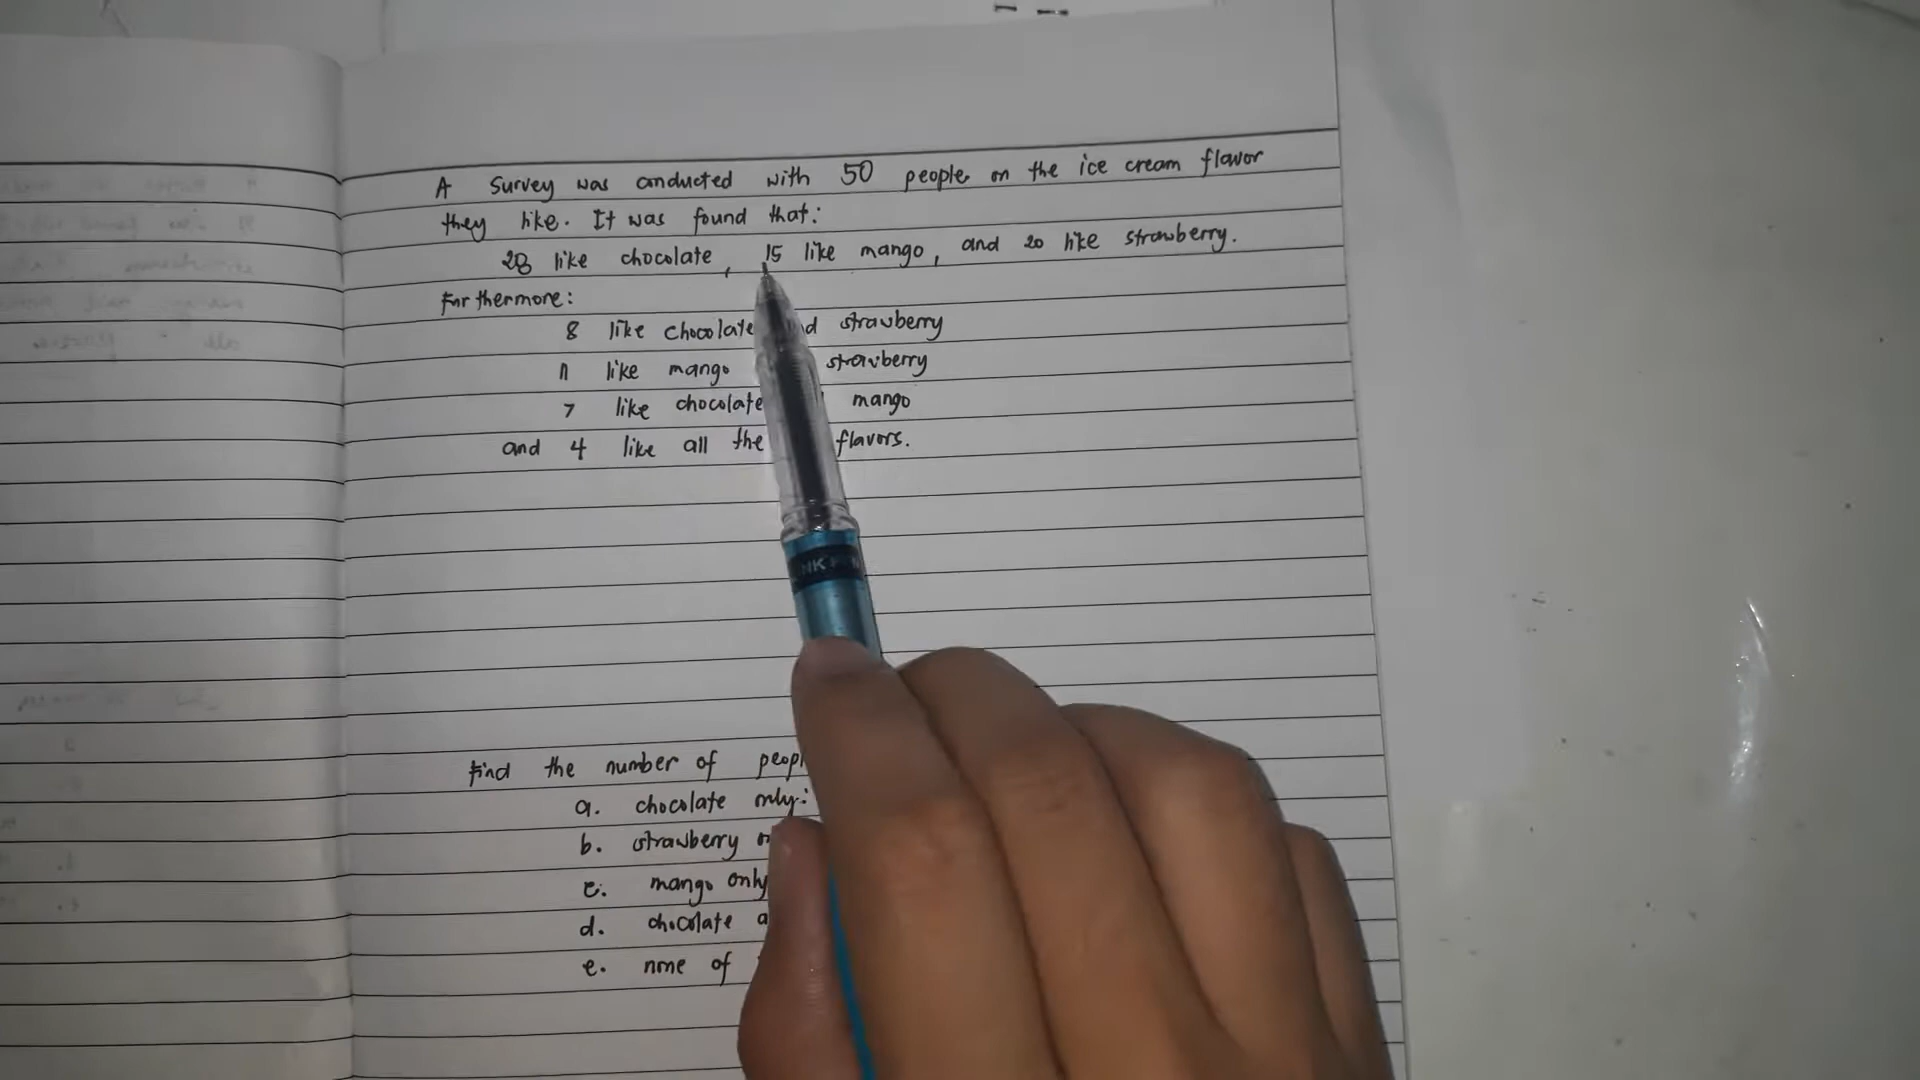 A survey was conducted with 50 people on the ice cream flavor
they like. It was found that:
28 like chocolate, 15 like mango, and 20 like strawberry.
Furthermore:
8 like chocolate strawberry
11 like mango strawberry
7 like chocolate mango
and 4 like all the flavors.
NK
Find the number of
a. chocolate only:
b. strawberry
c. mango only
d. chocolate
e. none of